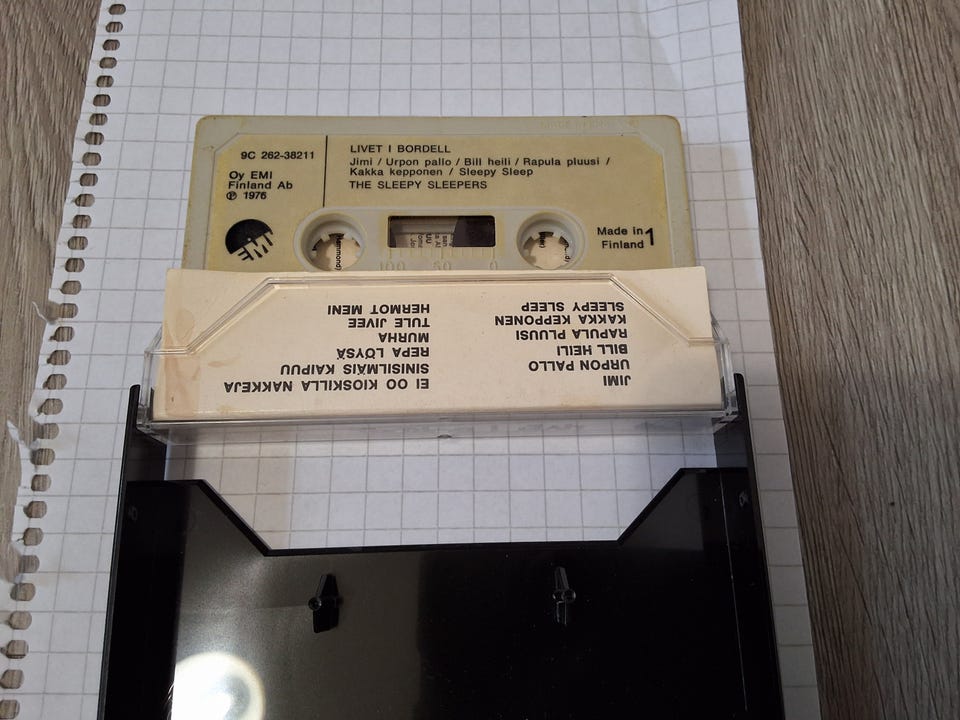 9C 262-38211
Oy EMI
Finland Ab
℗ 1976
EMI
LIVET I BORDELL
Jimi / Urpon pallo / Bill heili / Rapula pluusi /
Kakka kepponen / Sleepy Sleep
THE SLEEPY SLEEPERS
Made in
Finland
1
100 50 0
JIMI
URPON PALLO
BILL HEILI
RAPULA PLUUSI
KAKKA KEPPONEN
SLEEPY SLEEP
EI OO KIOSKILLA NAKKEJA
SINISILMÄIS KAIPUU
REPA LÖYSÄ
MURHA
TULE JIVEE
HERMOT MENI